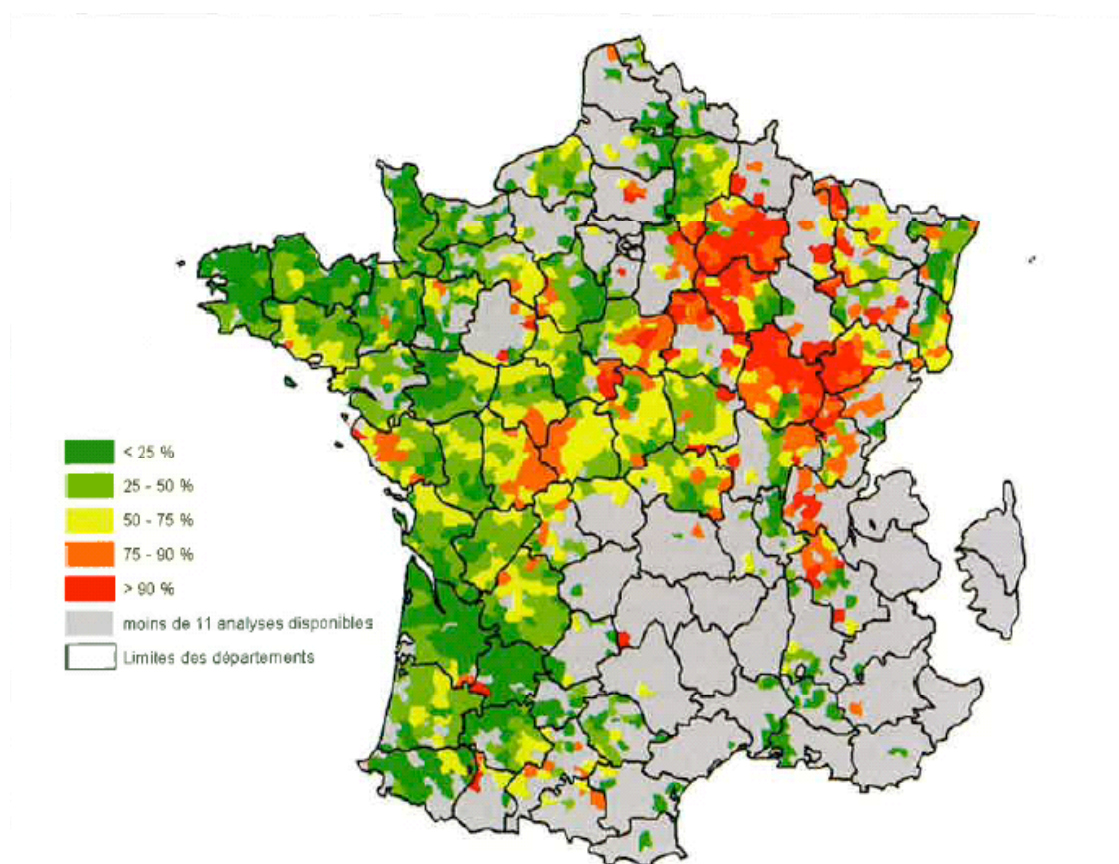 < 25 %
25 - 50 %
50 - 75 %
75 - 90 %
> 90 %
moins de 11 analyses disponibles
Limites des départements